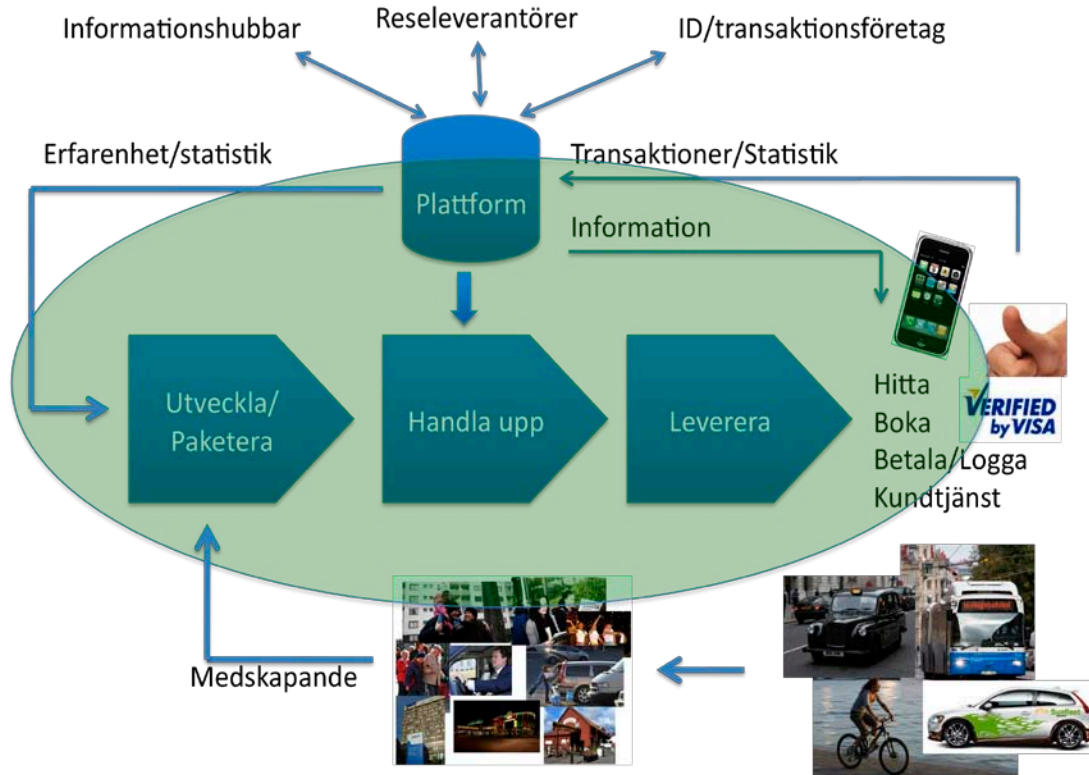 Informationshubbar
Reseleverantörer
ID/transaktionsföretag
Erfarenhet/statistik
Transaktioner/Statistik
Plattform
Information
Utveckla/
Paketera
Handla upp
Leverera
Hitta
Boka
Betala/Logga
Kundtjänst
VERIFIED
by VISA
Medskapande